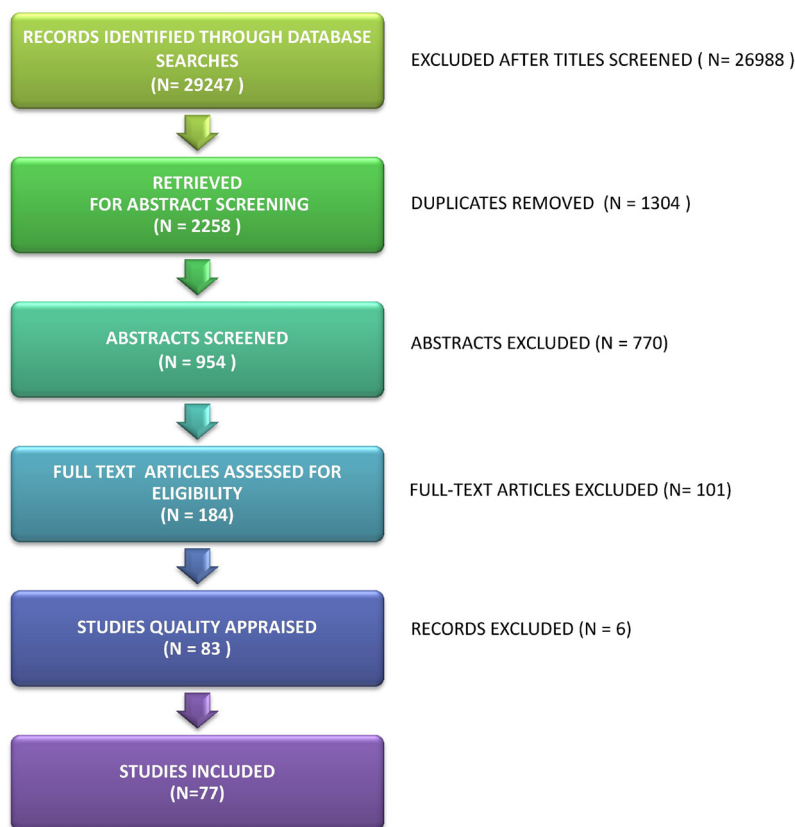 RECORDS IDENTIFIED THROUGH DATABASE
SEARCHES
(N= 29247 )
EXCLUDED AFTER TITLES SCREENED ( N= 26988 )
RETRIEVED
FOR ABSTRACT SCREENING
(N = 2258 )
DUPLICATES REMOVED (N = 1304 )
ABSTRACTS SCREENED
(N = 954 )
ABSTRACTS EXCLUDED (N = 770)
FULL TEXT ARTICLES ASSESSED FOR
ELIGIBILITY
(N = 184)
FULL-TEXT ARTICLES EXCLUDED (N= 101)
STUDIES QUALITY APPRAISED
(N = 83 )
RECORDS EXCLUDED (N = 6)
STUDIES INCLUDED
(N=77)